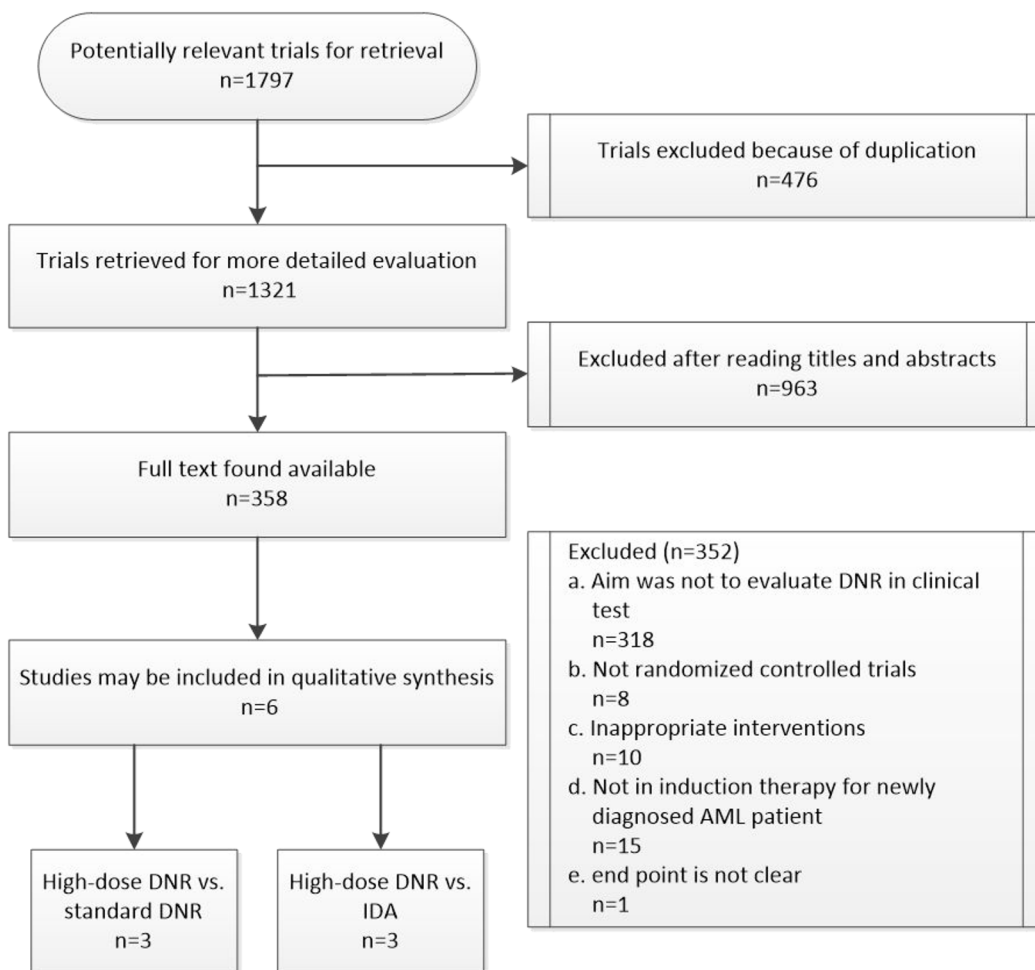 Potentially relevant trials for retrieval
n=1797
Trials excluded because of duplication
n=476
Trials retrieved for more detailed evaluation
n=1321
Excluded after reading titles and abstracts
n=963
Full text found available
n=358
Excluded (n=352)
a. Aim was not to evaluate DNR in clinical
test
n=318
b. Not randomized controlled trials
n=8
c. Inappropriate interventions
n=10
d. Not in induction therapy for newly
diagnosed AML patient
n=15
e. end point is not clear
n=1
Studies may be included in qualitative synthesis
n=6
High-dose DNR vs.
standard DNR
n=3
High-dose DNR vs.
IDA
n=3